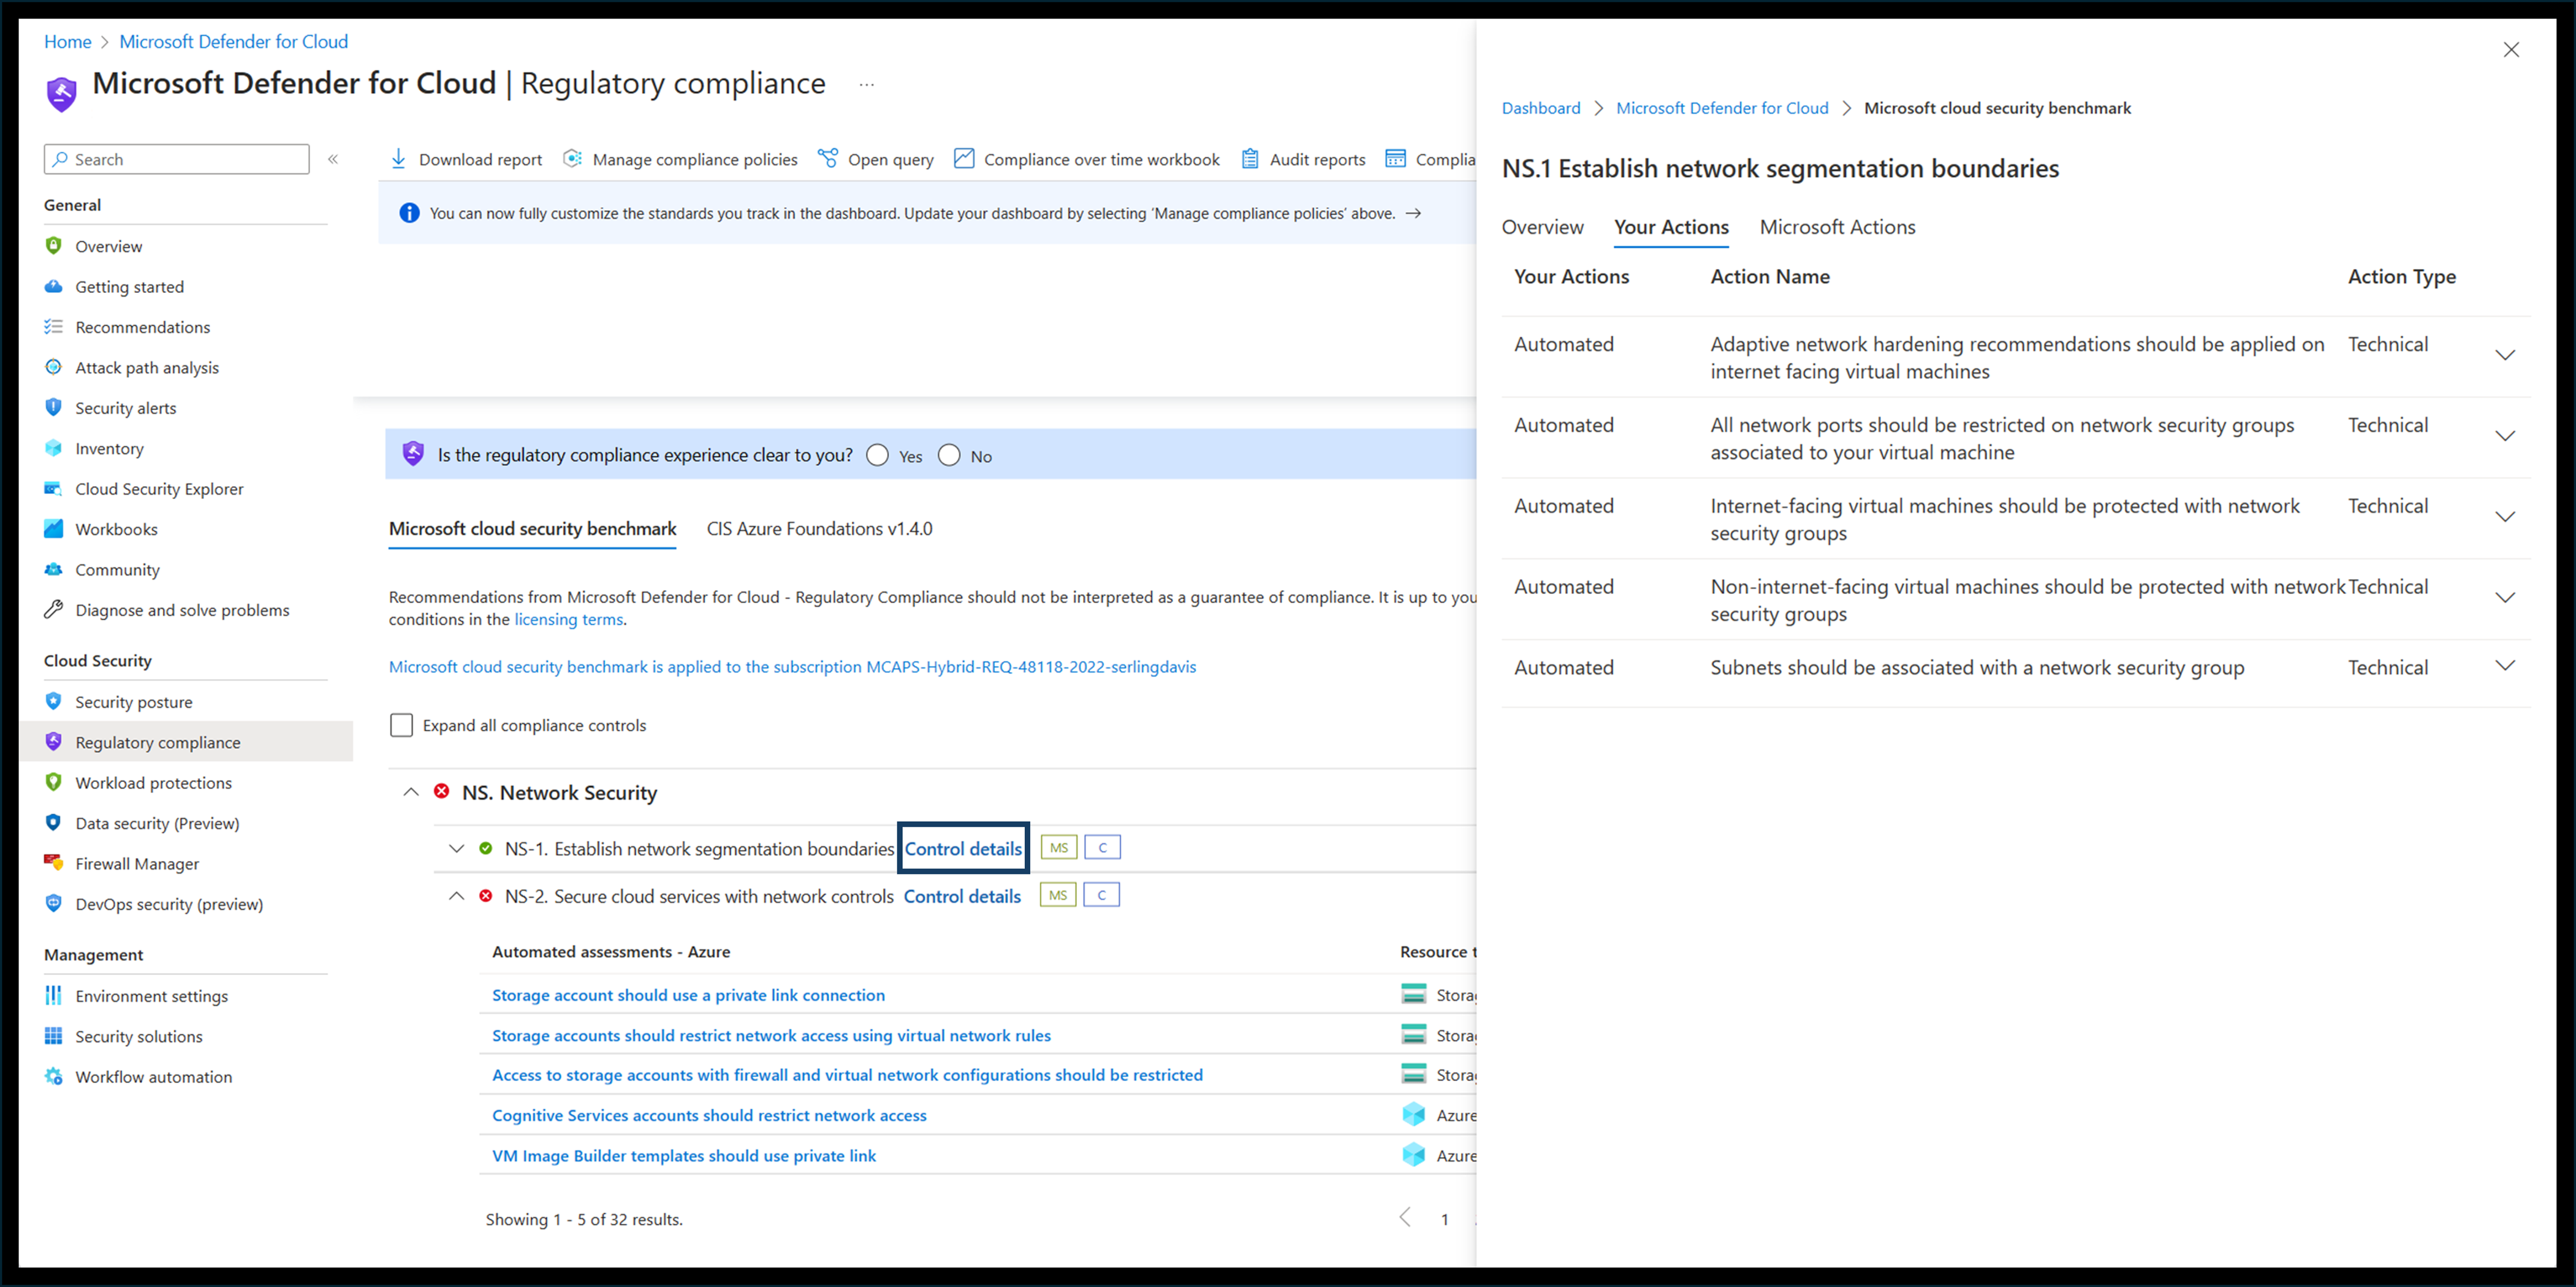 Home > Microsoft Defender for Cloud
Microsoft Defender for Cloud | Regulatory compliance ...
Search «
General
Overview
Getting started
Recommendations
Attack path analysis
Security alerts
Inventory
Cloud Security Explorer
Workbooks
Community
Diagnose and solve problems
Cloud Security
Security posture
Regulatory compliance
Workload protections
Data security (Preview)
Firewall Manager
DevOps security (preview)
Management
Environment settings
Security solutions
Workflow automation
Download report Manage compliance policies Open query Compliance over time workbook Audit reports Complia
You can now fully customize the standards you track in the dashboard. Update your dashboard by selecting 'Manage compliance policies' above. →
Is the regulatory compliance experience clear to you? Yes No
Microsoft cloud security benchmark CIS Azure Foundations v1.4.0
Recommendations from Microsoft Defender for Cloud - Regulatory Compliance should not be interpreted as a guarantee of compliance. It is up to you
conditions in the licensing terms.
Microsoft cloud security benchmark is applied to the subscription MCAPS-Hybrid-REQ-48118-2022-serlingdavis
Expand all compliance controls
NS. Network Security
NS-1. Establish network segmentation boundaries Control details MS C
NS-2. Secure cloud services with network controls Control details MS C
Automated assessments - Azure Resource t
Storage account should use a private link connection Storag
Storage accounts should restrict network access using virtual network rules Storag
Access to storage accounts with firewall and virtual network configurations should be restricted Storag
Cognitive Services accounts should restrict network access Azure
VM Image Builder templates should use private link Azure
Showing 1 - 5 of 32 results. < 1
Dashboard > Microsoft Defender for Cloud > Microsoft cloud security benchmark
NS.1 Establish network segmentation boundaries
Overview Your Actions Microsoft Actions
Your Actions Action Name Action Type
Automated Adaptive network hardening recommendations should be applied on Technical
internet facing virtual machines
Automated All network ports should be restricted on network security groups Technical
associated to your virtual machine
Automated Internet-facing virtual machines should be protected with network Technical
security groups
Automated Non-internet-facing virtual machines should be protected with network Technical
security groups
Automated Subnets should be associated with a network security group Technical